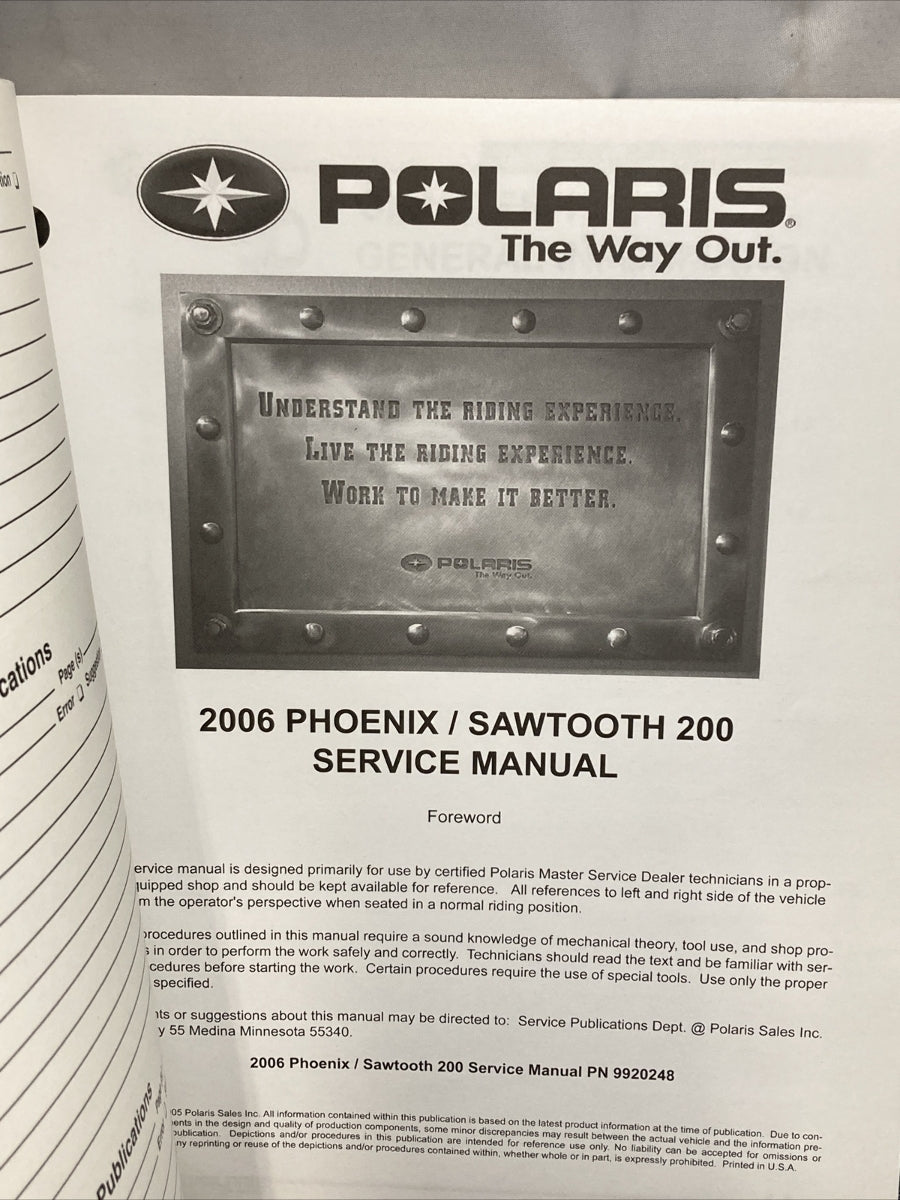 POLARIS®
The Way Out.
UNDERSTAND THE RIDING EXPERIENCE.
LIVE THE RIDING EXPERIENCE.
WORK TO MAKE IT BETTER.
POLARIS
The Way Out.
2006 PHOENIX / SAWTOOTH 200
SERVICE MANUAL
Foreword
ervice manual is designed primarily for use by certified Polaris Master Service Dealer technicians in a prop-
uipped shop and should be kept available for reference. All references to left and right side of the vehicle
m the operator's perspective when seated in a normal riding position.
rocedures outlined in this manual require a sound knowledge of mechanical theory, tool use, and shop pro-
s in order to perform the work safely and correctly. Technicians should read the text and be familiar with ser-
cedures before starting the work. Certain procedures require the use of special tools. Use only the proper
specified.
nts or suggestions about this manual may be directed to: Service Publications Dept. @ Polaris Sales Inc.
y 55 Medina Minnesota 55340.
2006 Phoenix / Sawtooth 200 Service Manual PN 9920248
05 Polaris Sales Inc. All information contained within this publication is based on the latest product information at the time of publication. Due to con-
ents in the design and quality of production components, some minor discrepancies may result between the actual vehicle and the information pre-
ublication. Depictions and/or procedures in this publication are intended for reference use only. No liability can be accepted for omissions or
ny reprinting or reuse of the depictions and/or procedures contained within, whether whole or in part, is expressly prohibited. Printed in U.S.A.
tion
cations
Page(s)
Error
Publications